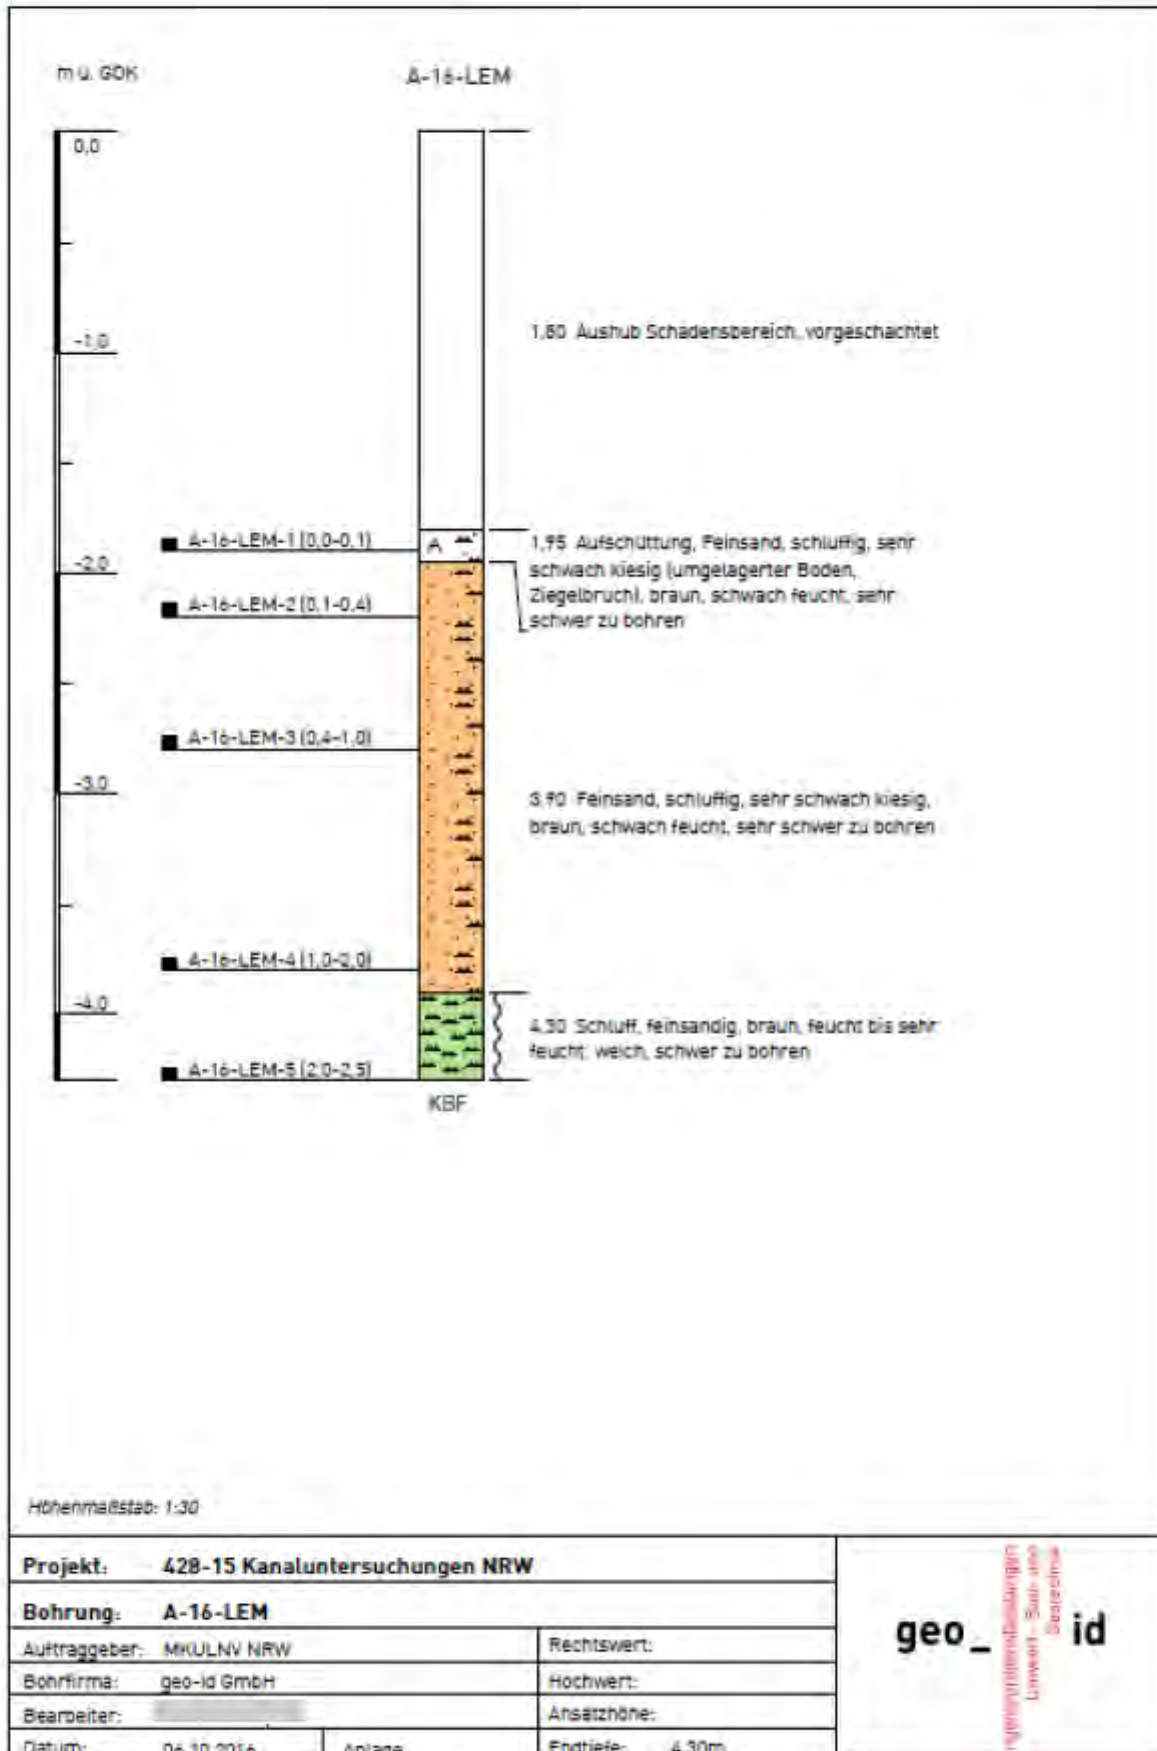 m ü. GOK
A-16-LEM
0,0
-1,0
1,80 Aushub Schadensbereich, vorgeschachtet
A-16-LEM-1 (0,0-0,1)
A
1,95 Aufschüttung, Feinsand, schluffig, sehr
schwach kiesig (umgelagerter Boden,
Ziegelbruch), braun, schwach feucht, sehr
schwer zu bohren
-2,0
A-16-LEM-2 (0,1-0,4)
A-16-LEM-3 (0,4-1,0)
-3,0
3,90 Feinsand, schluffig, sehr schwach kiesig,
braun, schwach feucht, sehr schwer zu bohren
A-16-LEM-4 (1,0-2,0)
-4,0
4,30 Schluff, feinsandig, braun, feucht bis sehr
feucht, weich, schwer zu bohren
A-16-LEM-5 (2,0-2,5)
KBF
Höhenmaßstab: 1:30
Projekt: 428-15 Kanaluntersuchungen NRW
Bohrung: A-16-LEM
Auftraggeber: MKULNV NRW
Rechtswert:
Bohrfirma: geo-id GmbH
Hochwert:
Bearbeiter:
Ansatzhöhe:
Datum: 06.10.2016
Anlage
Endtiefe: 4,30m
geo_ id